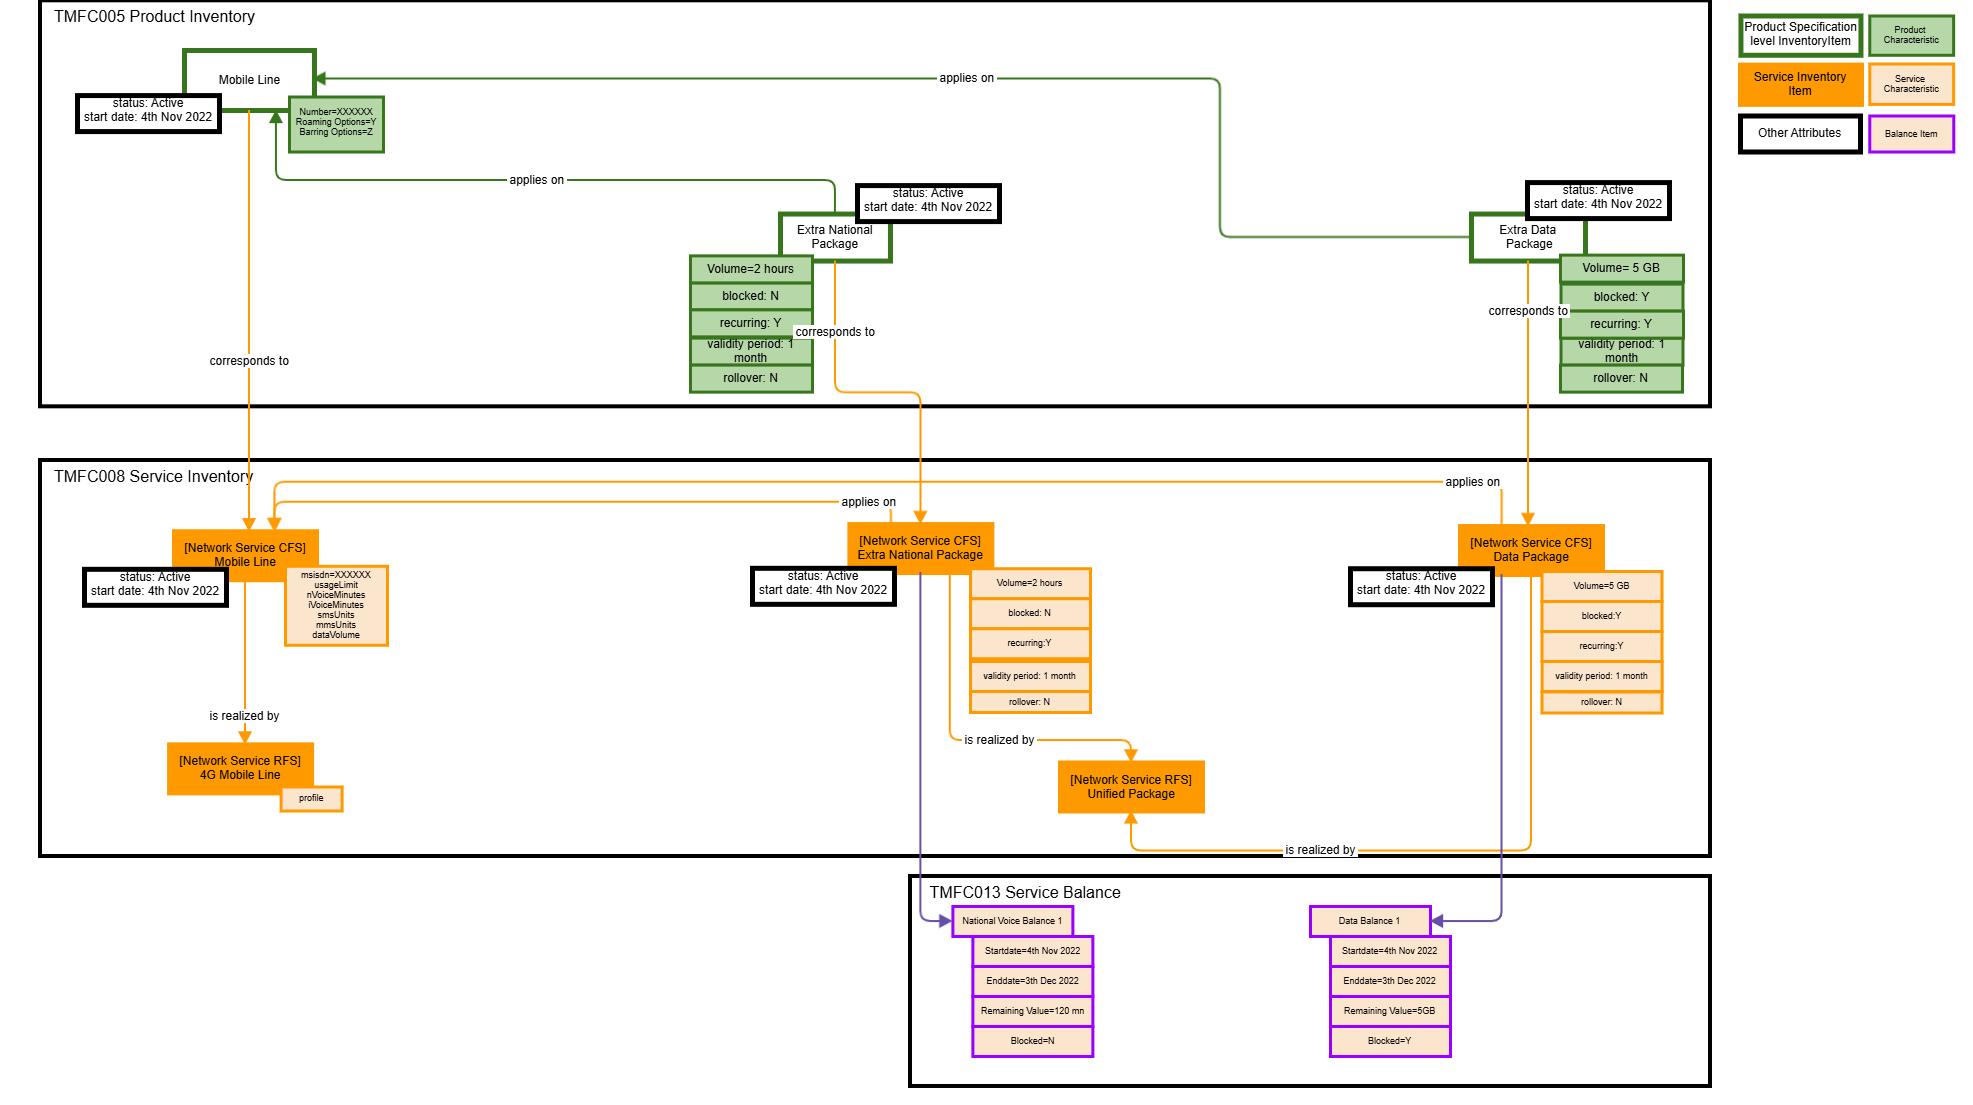 TMFC005 Product Inventory
Mobile Line
status: Active
start date: 4th Nov 2022
Number=XXXXXX
Roaming Options=Y
Barring Options=Z
applies on
applies on
status: Active
start date: 4th Nov 2022
Extra National
Package
Volume=2 hours
blocked: N
recurring: Y
validity period: 1
month
rollover: N
corresponds to
status: Active
start date: 4th Nov 2022
Extra Data
Package
Volume= 5 GB
blocked: Y
recurring: Y
validity period: 1
month
rollover: N
corresponds to
corresponds to
Product Specification
level InventoryItem
Product
Characteristic
Service Inventory
Item
Service
Characteristic
Other Attributes
Balance Item
TMFC008 Service Inventory
applies on
applies on
[Network Service CFS]
Mobile Line
status: Active
start date: 4th Nov 2022
msisdn=XXXXXX
usageLimit
nVoiceMinutes
iVoiceMinutes
smsUnits
mmsUnits
dataVolume
is realized by
[Network Service RFS]
4G Mobile Line
profile
[Network Service CFS]
Extra National Package
status: Active
start date: 4th Nov 2022
Volume=2 hours
blocked: N
recurring:Y
validity period: 1 month
rollover: N
is realized by
[Network Service RFS]
Unified Package
[Network Service CFS]
Data Package
status: Active
start date: 4th Nov 2022
Volume=5 GB
blocked:Y
recurring:Y
validity period: 1 month
rollover: N
is realized by
TMFC013 Service Balance
National Voice Balance 1
Startdate=4th Nov 2022
Enddate=3th Dec 2022
Remaining Value=120 mn
Blocked=N
Data Balance 1
Startdate=4th Nov 2022
Enddate=3th Dec 2022
Remaining Value=5GB
Blocked=Y